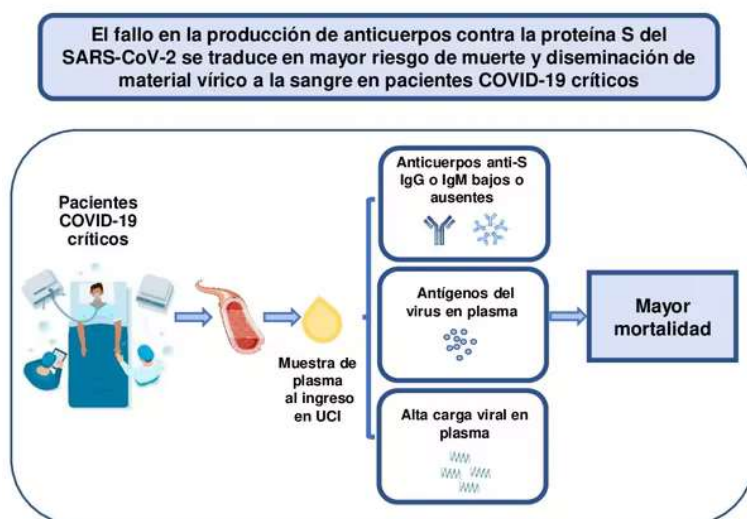 El fallo en la producción de anticuerpos contra la proteína S del
SARS-CoV-2 se traduce en mayor riesgo de muerte y diseminación de
material vírico a la sangre en pacientes COVID-19 críticos
Pacientes
COVID-19
críticos
Muestra de
plasma
al ingreso
en UCI
Anticuerpos anti-S
IgG o IgM bajos o
ausentes
Antígenos del
virus en plasma
Alta carga viral en
plasma
Mayor
mortalidad